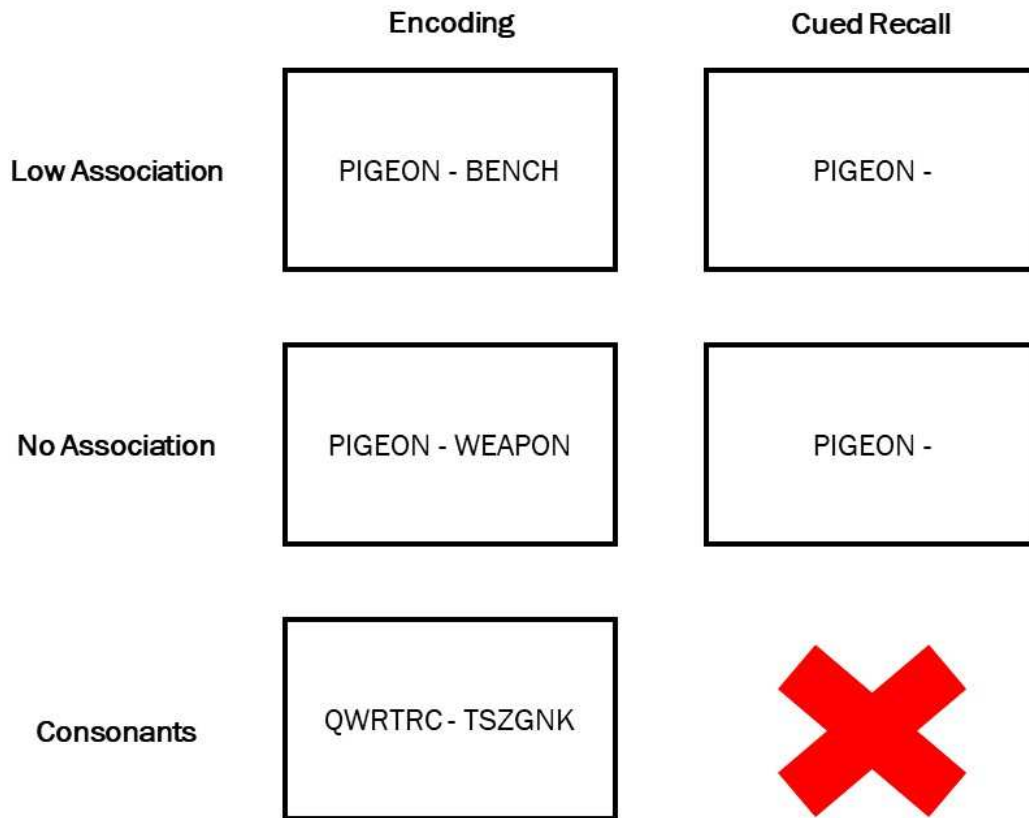 Encoding
Cued Recall
Low Association
PIGEON - BENCH
PIGEON -
No Association
PIGEON - WEAPON
PIGEON -
Consonants
QWRTRC - TSZGNK